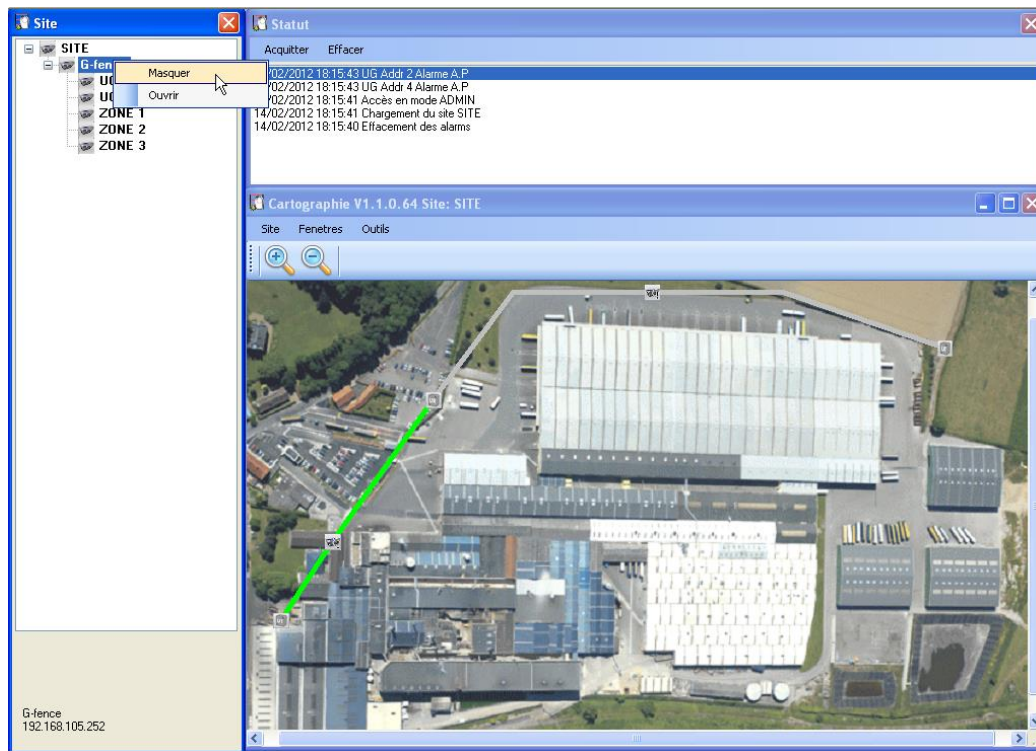 Site
SITE
G-fen
Masquer
Ouvrir
ZONE 1
ZONE 2
ZONE 3
G-fence
192.168.105.252
Statut
Acquitter Effacer
/02/2012 18:15:43 UG Addr 2 Alarme A.P
/02/2012 18:15:43 UG Addr 4 Alarme A.P
14/02/2012 18:15:41 Accès en mode ADMIN
14/02/2012 18:15:41 Chargement du site SITE
14/02/2012 18:15:40 Effacement des alarms
Cartographie V1.1.0.64 Site: SITE
Site Fenetres Outils